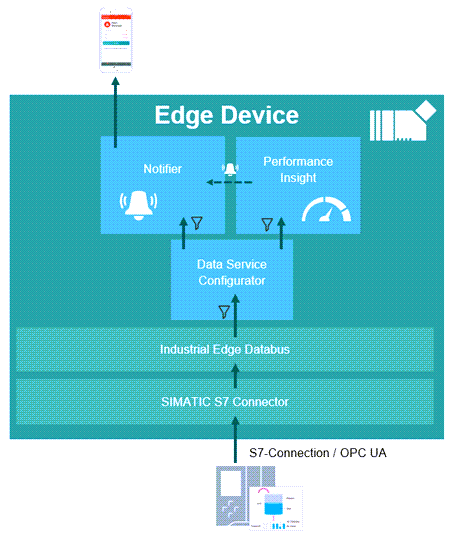 Edge Device
Notifier
Performance
Insight
Data Service
Configurator
Industrial Edge Databus
SIMATIC S7 Connector
S7-Connection / OPC UA